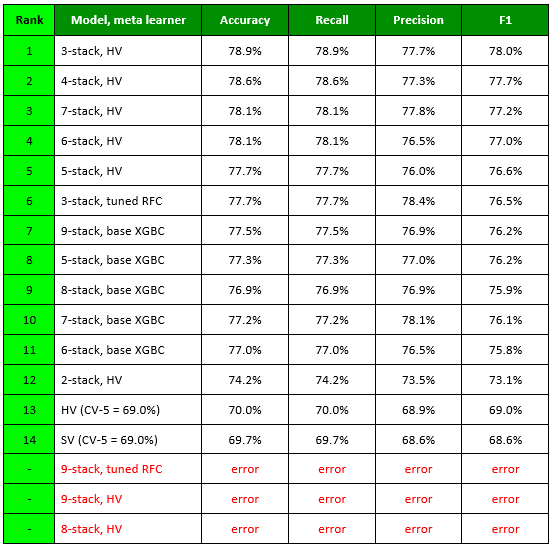 Rank Model, meta learner Accuracy Recall Precision F1
1 3-stack, HV 78.9% 78.9% 77.7% 78.0%
2 4-stack, HV 78.6% 78.6% 77.3% 77.7%
3 7-stack, HV 78.1% 78.1% 77.8% 77.2%
4 6-stack, HV 78.1% 78.1% 76.5% 77.0%
5 5-stack, HV 77.7% 77.7% 76.0% 76.6%
6 3-stack, tuned RFC 77.7% 77.7% 78.4% 76.5%
7 9-stack, base XGBC 77.5% 77.5% 76.9% 76.2%
8 5-stack, base XGBC 77.3% 77.3% 77.0% 76.2%
9 8-stack, base XGBC 76.9% 76.9% 76.9% 75.9%
10 7-stack, base XGBC 77.2% 77.2% 78.1% 76.1%
11 6-stack, base XGBC 77.0% 77.0% 76.5% 75.8%
12 2-stack, HV 74.2% 74.2% 73.5% 73.1%
13 HV (CV-5 = 69.0%) 70.0% 70.0% 68.9% 69.0%
14 SV (CV-5 = 69.0%) 69.7% 69.7% 68.6% 68.6%
- 9-stack, tuned RFC error error error error
- 9-stack, HV error error error error
- 8-stack, HV error error error error